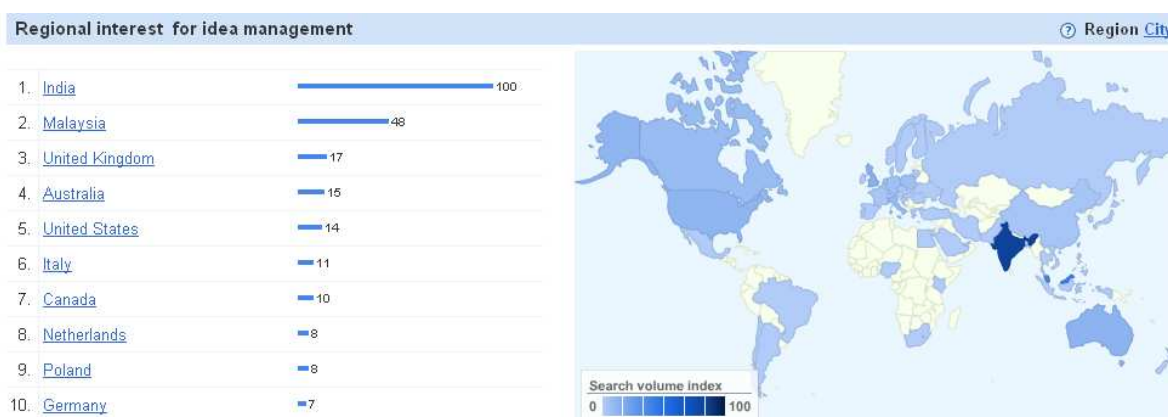 Regional interest for idea management
? Region City
1. India 100
2. Malaysia 48
3. United Kingdom 17
4. Australia 15
5. United States 14
6. Italy 11
7. Canada 10
8. Netherlands 8
9. Poland 8
10. Germany 7
Search volume index
0 100